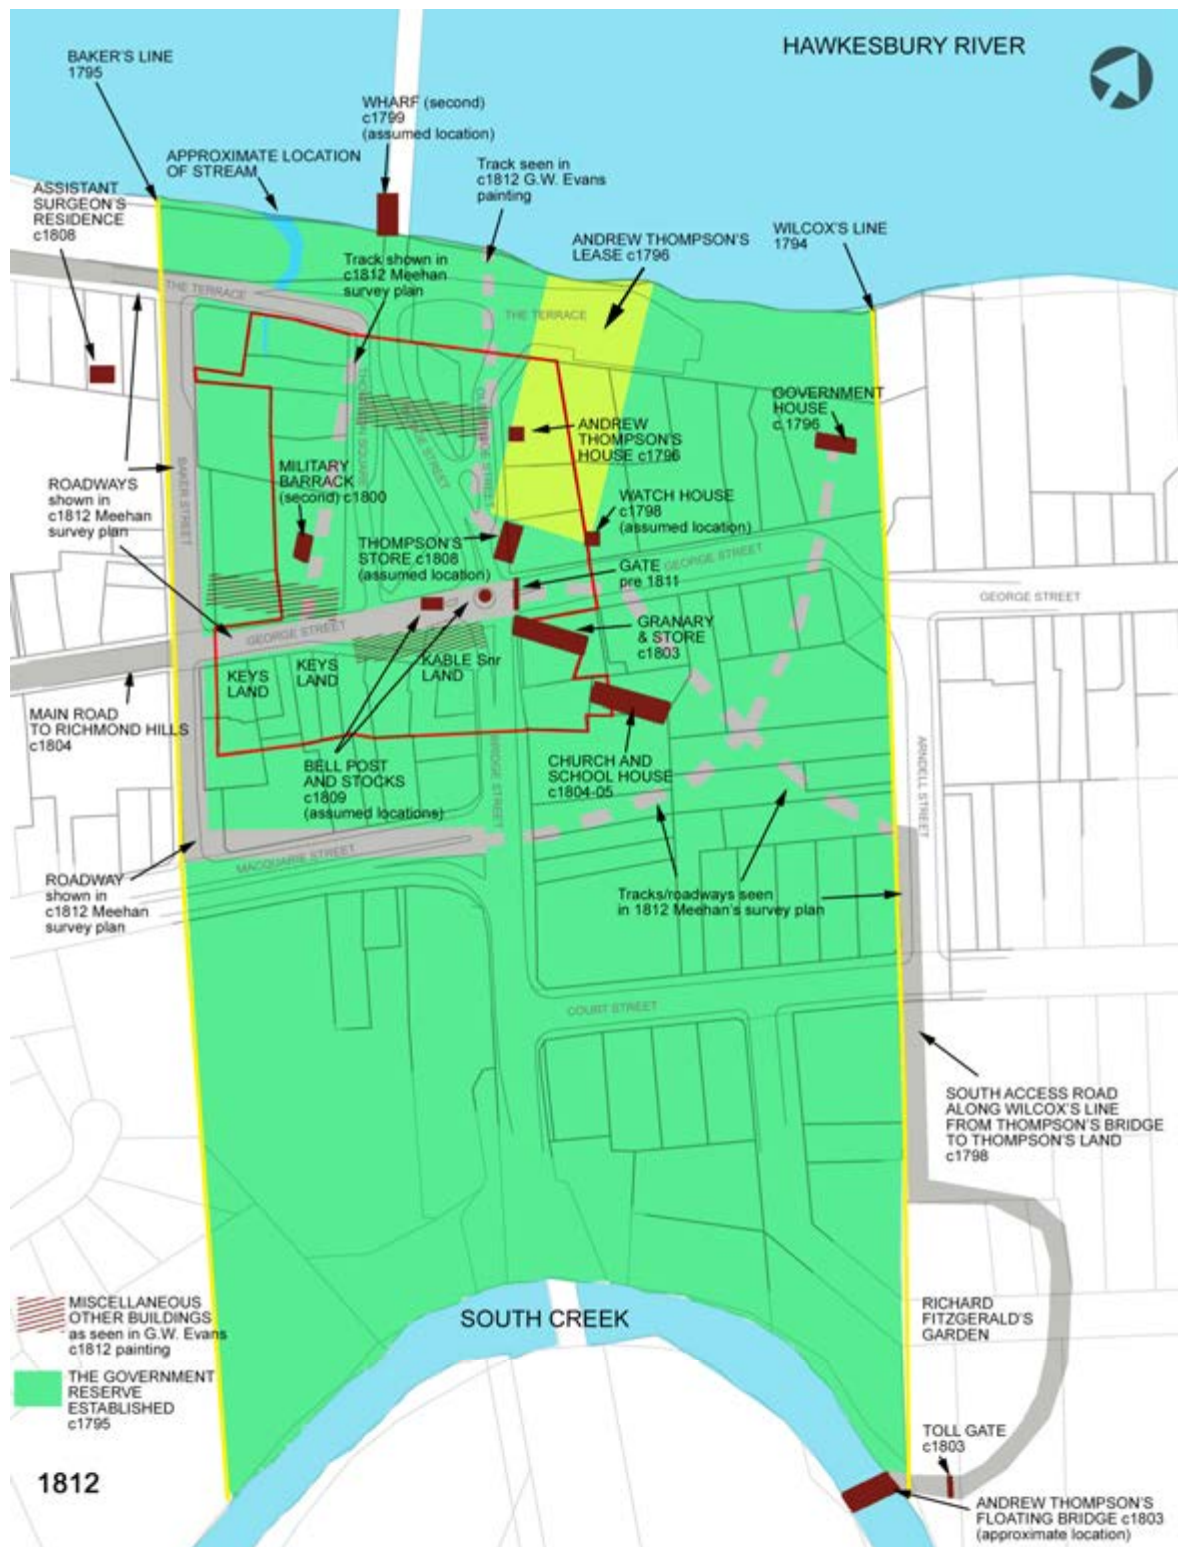 HAWKESBURY RIVER
BAKER'S LINE
1795
WHARF (second)
c1799
(assumed location)
APPROXIMATE LOCATION
OF STREAM
Track seen in
c1812 G.W. Evans
painting
ASSISTANT
SURGEON'S
RESIDENCE
c1808
ANDREW THOMPSON'S
LEASE c1796
WILCOX'S LINE
1794
Track shown in
c1812 Meehan
survey plan
THE TERRACE
THE TERRACE
GOVERNMENT
HOUSE
c.1796
THOMPSON SQUARE
BRIDGE STREET
ANDREW
THOMPSON'S
HOUSE c1796
BAKER STREET
MILITARY
BARRACK
(second) c1800
ROADWAYS
shown in
c1812 Meehan
survey plan
WATCH HOUSE
c1798
(assumed location)
THOMPSON'S
STORE c1808
(assumed location)
GEORGE STREET
GATE
pre 1811
GEORGE STREET
GRANARY
& STORE
c1803
GEORGE STREET
KEYS
LAND
KEYS
LAND
KABLE Snr
LAND
MAIN ROAD
TO RICHMOND HILLS
c1804
BELL POST
AND STOCKS
c1809
(assumed locations)
BRIDGE STREET
CHURCH AND
SCHOOL HOUSE
c1804-05
ARNDELL STREET
MACQUARIE STREET
ROADWAY
shown in
c1812 Meehan
survey plan
Tracks/roadways seen
in 1812 Meehan's survey plan
COURT STREET
SOUTH ACCESS ROAD
ALONG WILCOX'S LINE
FROM THOMPSON'S BRIDGE
TO THOMPSON'S LAND
c1798
SOUTH CREEK
RICHARD
FITZGERALD'S
GARDEN
MISCELLANEOUS
OTHER BUILDINGS
as seen in G.W. Evans
c1812 painting
THE GOVERNMENT
RESERVE
ESTABLISHED
c1795
TOLL GATE
c1803
1812
ANDREW THOMPSON'S
FLOATING BRIDGE c1803
(approximate location)